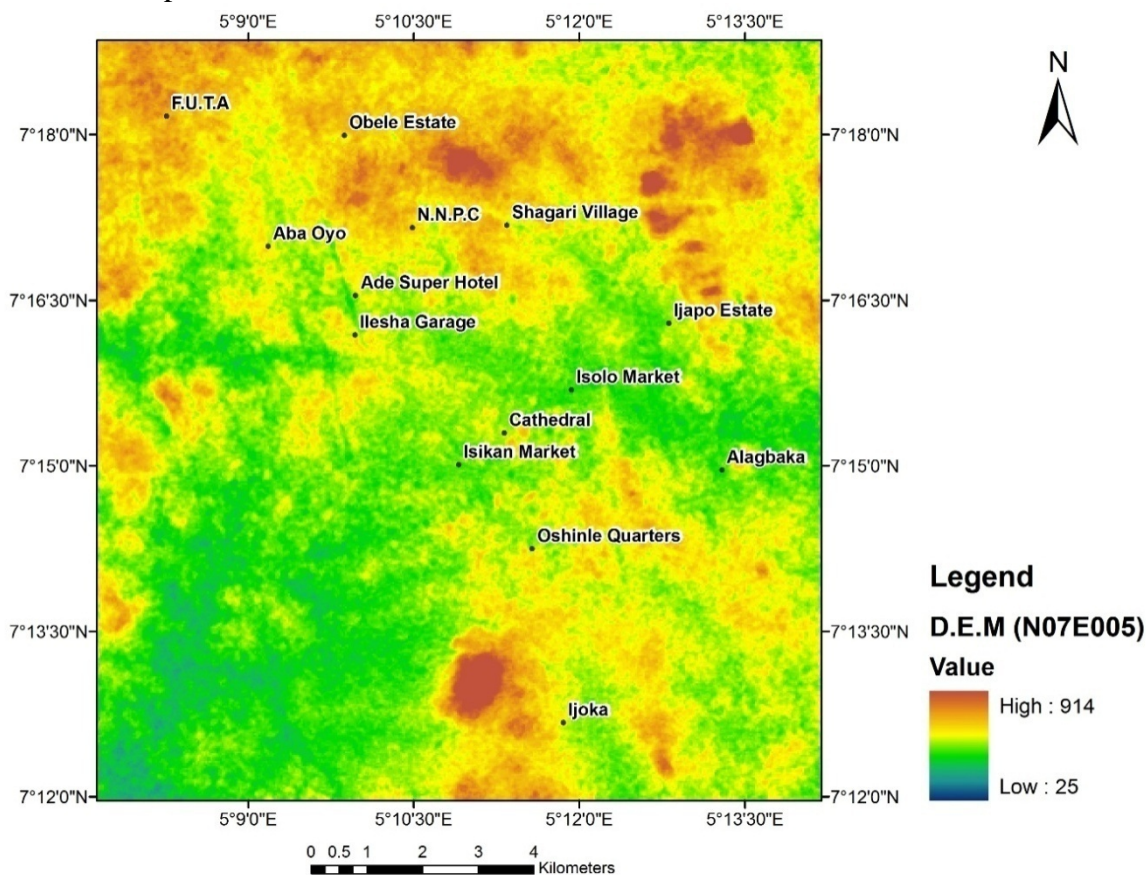 5°9'0"E 5°10'30"E 5°12'0"E 5°13'30"E
N
F.U.T.A
7°18'0"N 7°18'0"N
Obele Estate
N.N.P.C
Shagari Village
Aba Oyo
Ade Super Hotel
7°16'30"N 7°16'30"N
Ijapo Estate
Ilesha Garage
Isolo Market
Cathedral
Isikan Market
Alagbaka
7°15'0"N 7°15'0"N
Oshinle Quarters
Legend
D.E.M (N07E005)
7°13'30"N 7°13'30"N
Value
High : 914
Ijoka
Low : 25
7°12'0"N 7°12'0"N
5°9'0"E 5°10'30"E 5°12'0"E 5°13'30"E
0 0.5 1 2 3 4
Kilometers